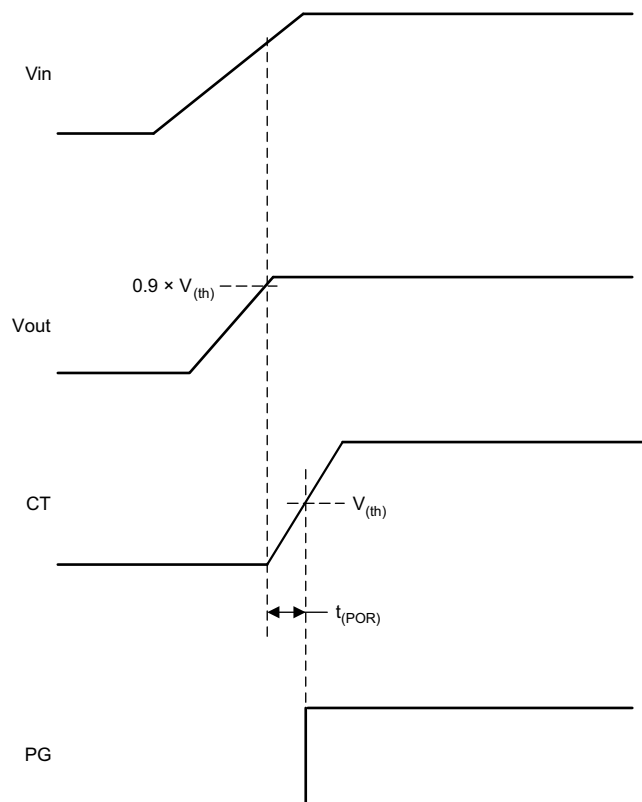 Vin
0.9 × V(th)
Vout
CT
V(th)
t(POR)
PG